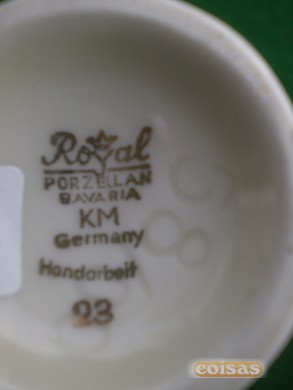 Royal
PORZELLAN
BAVARIA
KM
Germany
Handarbeit
23
coisas